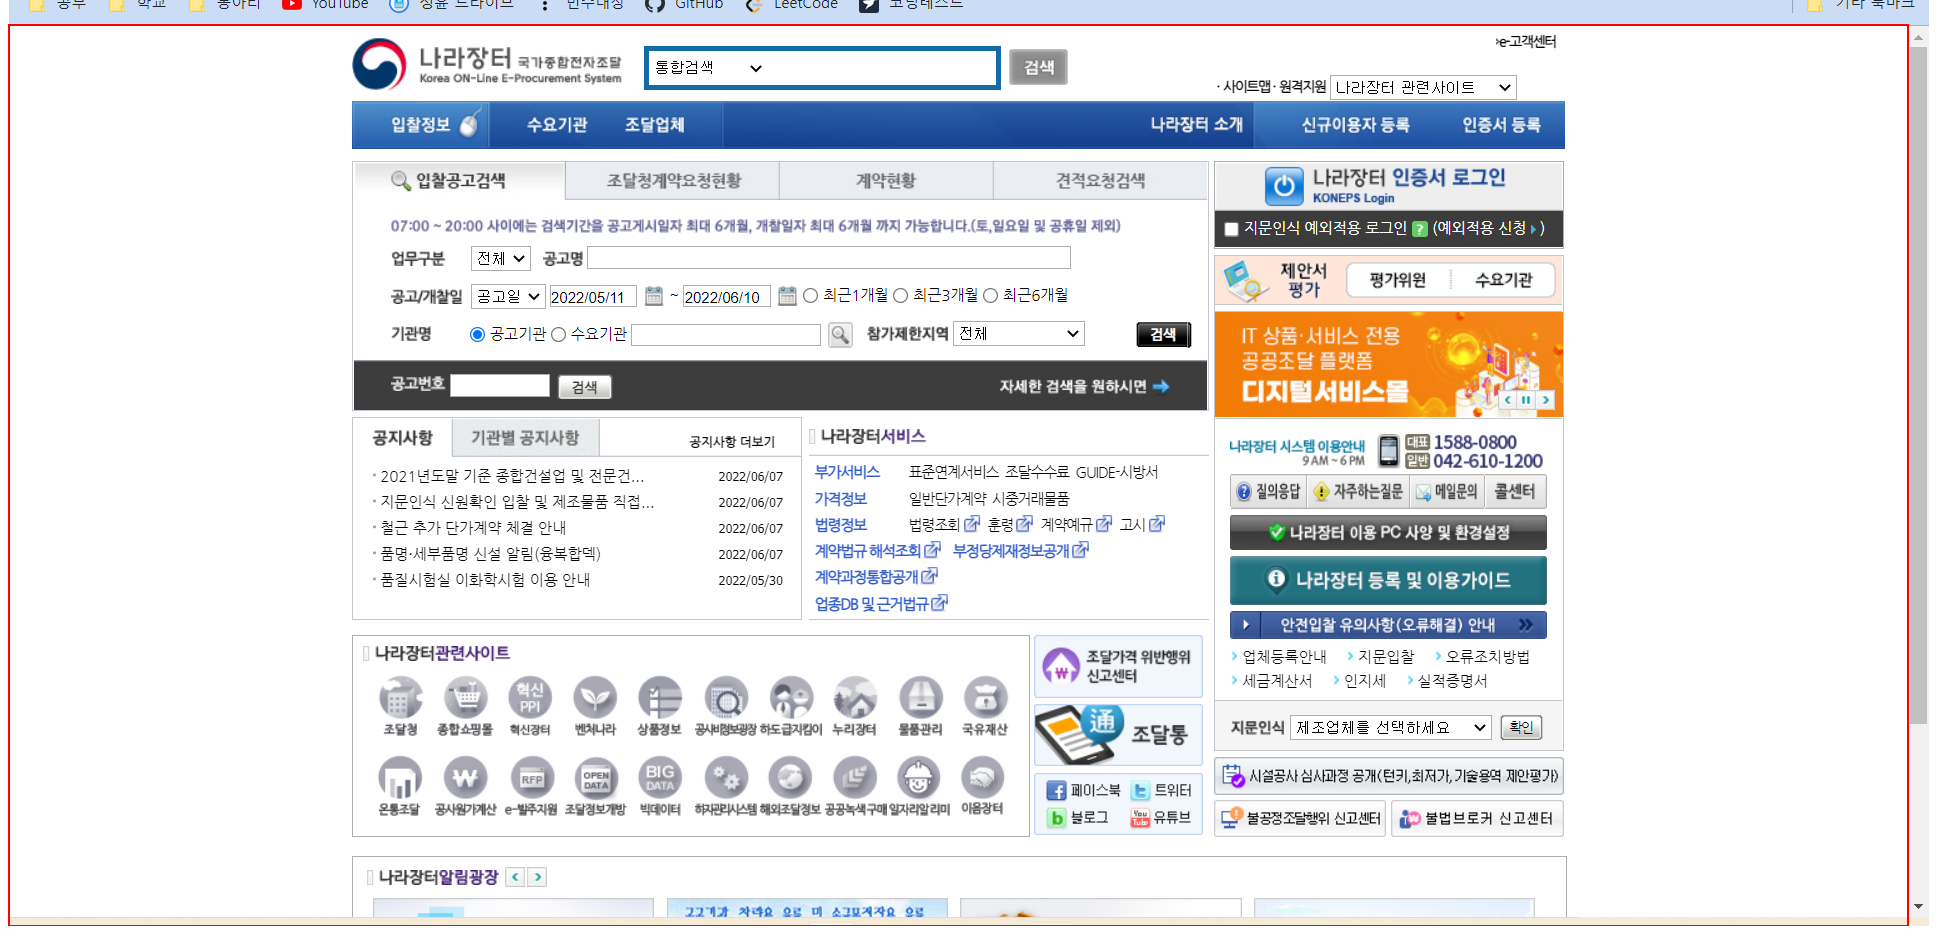 공부 학교 동아리 YouTube 정윤 드라이브 민주대장 GitHub LeetCode 코딩테스트 기타 북마크
나라장터 국가종합전자조달
Korea ON-Line E-Procurement System
통합검색
검색
e-고객센터
· 사이트맵 · 원격지원 나라장터 관련사이트
입찰정보 수요기관 조달업체 나라장터 소개 신규이용자 등록 인증서 등록
입찰공고검색 조달청계약요청현황 계약현황 견적요청검색
07:00 ~ 20:00 사이에는 검색기간을 공고게시일자 최대 6개월, 개찰일자 최대 6개월 까지 가능합니다.(토,일요일 및 공휴일 제외)
업무구분 전체 공고명
공고/개찰일 공고일 2022/05/11 ~ 2022/06/10 최근1개월 최근3개월 최근6개월
기관명 공고기관 수요기관 참가제한지역 전체 검색
공고번호 검색 자세한 검색을 원하시면
나라장터 인증서 로그인
KONEPS Login
지문인식 예외적용 로그인 ? (예외적용 신청 )
제안서
평가
평가위원 수요기관
IT 상품·서비스 전용
공공조달 플랫폼
디지털서비스몰
공지사항 기관별 공지사항 공지사항 더보기
· 2021년도말 기준 종합건설업 및 전문건... 2022/06/07
· 지문인식 신원확인 입찰 및 제조물품 직접... 2022/06/07
· 철근 추가 단가계약 체결 안내 2022/06/07
· 품명·세부품명 신설 알림(융복합덱) 2022/06/07
· 품질시험실 이화학시험 이용 안내 2022/05/30
나라장터서비스
부가서비스 표준연계서비스 조달수수료 GUIDE-시방서
가격정보 일반단가계약 시중거래물품
법령정보 법령조회 훈령 계약예규 고시
계약법규 해석조회 부정당제재정보공개
계약과정통합공개
업종DB 및 근거법규
나라장터 시스템 이용안내
9 AM ~ 6 PM
대표 1588-0800
일반 042-610-1200
질의응답 자주하는질문 메일문의 콜센터
나라장터 이용 PC 사양 및 환경설정
나라장터 등록 및 이용가이드
안전입찰 유의사항(오류해결) 안내
업체등록안내 지문입찰 오류조치방법
세금계산서 인지세 실적증명서
지문인식 제조업체를 선택하세요 확인
시설공사 심사과정 공개(턴키,최저가, 기술용역 제안평가)
불공정조달행위 신고센터 불법브로커 신고센터
나라장터관련사이트
혁신
PPI
조달청 종합쇼핑몰 혁신장터 벤처나라 상품정보 공사비정보광장 하도급지킴이 누리장터 물품관리 국유재산
RFP OPEN DATA BIG DATA
온통조달 공사원가계산 e-발주지원 조달정보개방 빅데이터 하자관리시스템 해외조달정보 공공녹색구매 일자리알리미 이음장터
조달가격 위반행위
신고센터
通 조달통
페이스북 트위터
블로그 You Tube 유튜브
나라장터알림광장